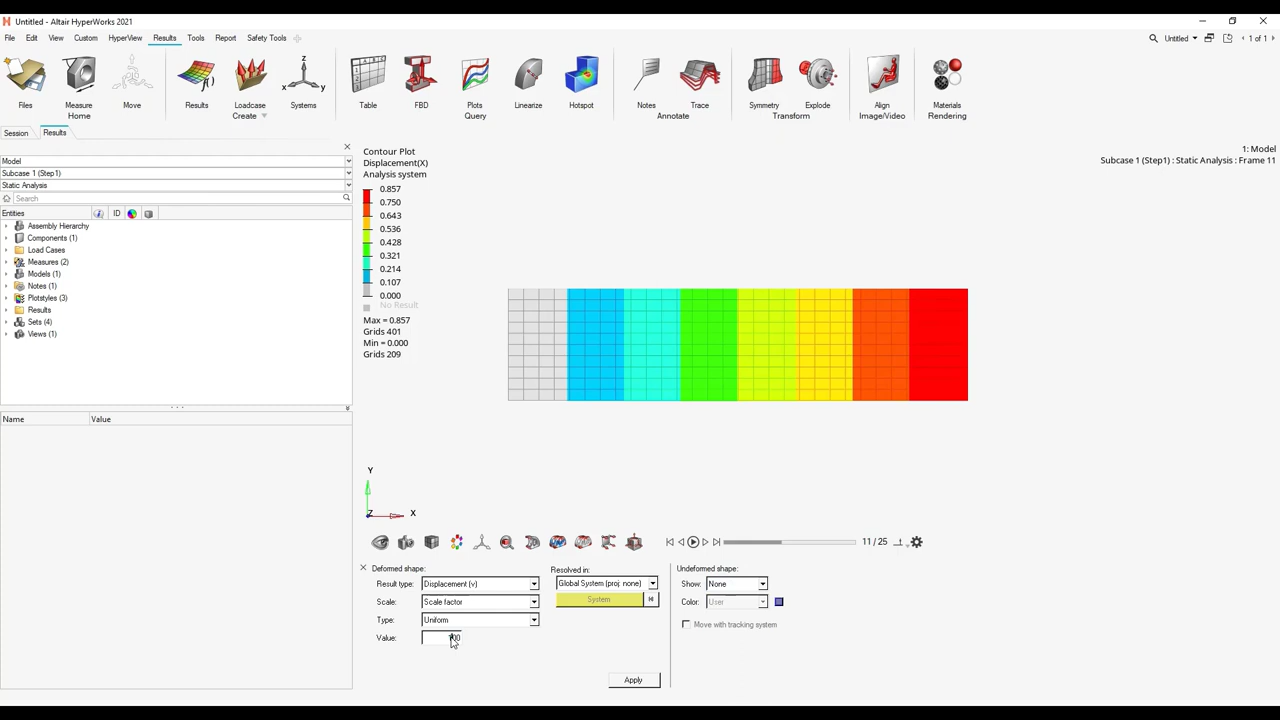 Untitled - Altair HyperWorks 2021
File Edit View Custom HyperView Results Tools Report Safety Tools
Untitled 1 of 1
Files Measure Move Results Loadcase Systems Table FBD Plots Linearize Hotspot Notes Trace Symmetry Explode Align Materials
Home Create Query Annotate Transform Image/Video Rendering
Session Results
Model
Subcase 1 (Step1)
Static Analysis
Search
Entities ID
Assembly Hierarchy
Components (1)
Load Cases
Measures (2)
Models (1)
Notes (1)
Plotstyles (3)
Results
Sets (4)
Views (1)
Name Value
Contour Plot
Displacement(X)
Analysis system
0.857
0.750
0.643
0.536
0.428
0.321
0.214
0.107
0.000
No Result
Max = 0.857
Grids 401
Min = 0.000
Grids 209
1: Model
Subcase 1 (Step1) : Static Analysis : Frame 11
Y
Z X
11 / 25
Deformed shape:
Result type: Displacement (v)
Scale: Scale factor
Type: Uniform
Value:
Resolved in:
Global System (proj: none)
System
Apply
Undeformed shape:
Show: None
Color: User
Move with tracking system